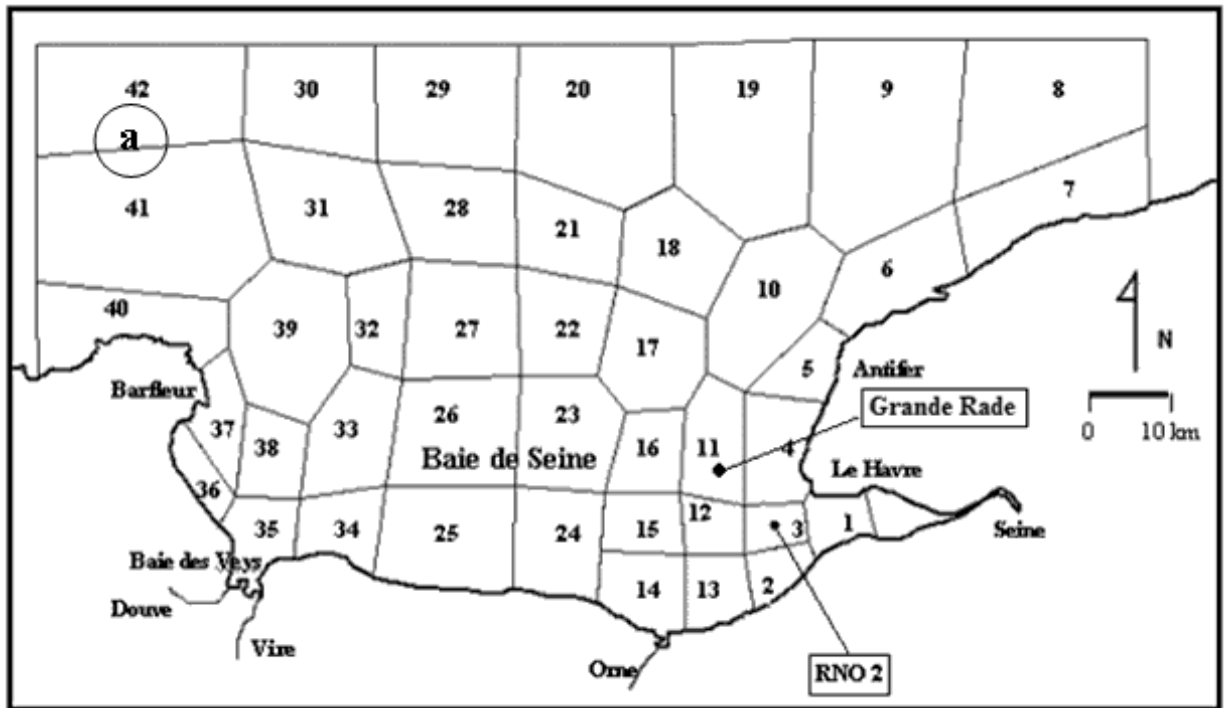 42 30 29 20 19 9 8
a
41 31 28 21 18 10 6 7
40 39 32 27 22 17 5
N
Barfleur
Antifer
Grande Rade
0 10 km
37 38 33 26 23 16 11 4
Baie de Seine
Le Havre
36 35 34 25 24 15 12 3 1
Seine
Baie des Veys
14 13 2
Douve
Vire
Orne
RNO 2